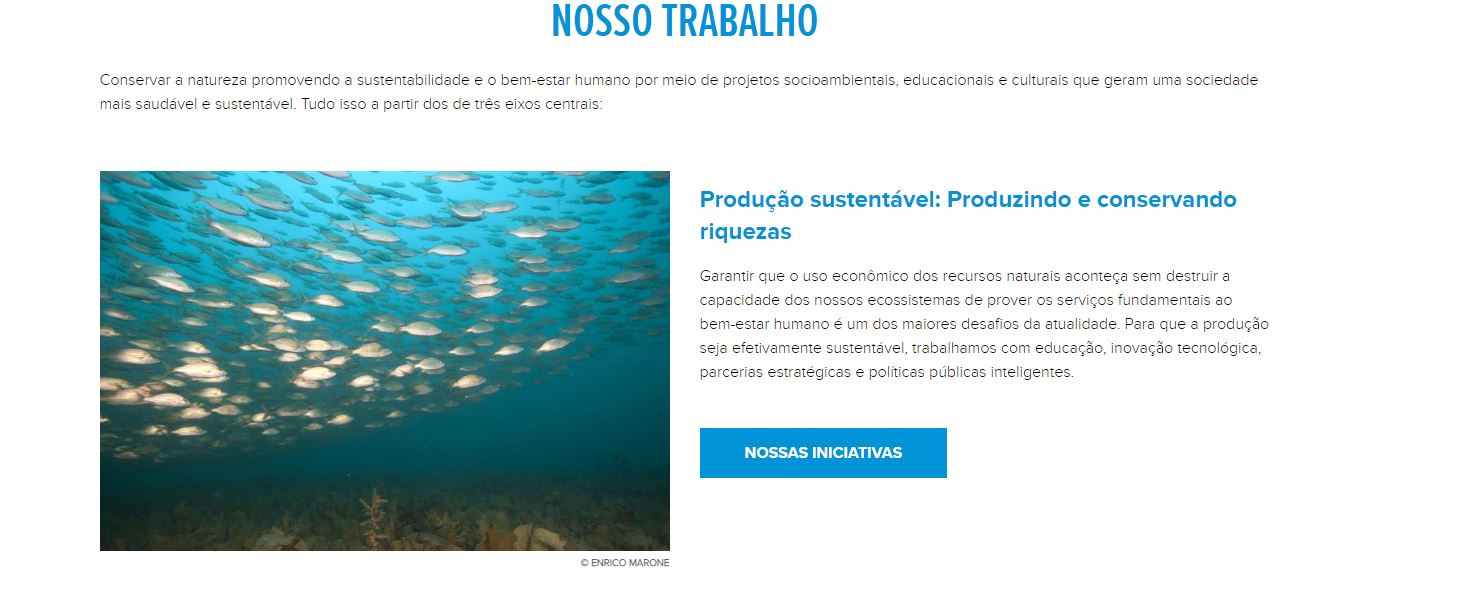 NOSSO TRABALHO
Conservar a natureza promovendo a sustentabilidade e o bem-estar humano por meio de projetos socioambientais, educacionais e culturais que geram uma sociedade
mais saudável e sustentável. Tudo isso a partir dos de três eixos centrais:
Produção sustentável: Produzindo e conservando
riquezas
Garantir que o uso econômico dos recursos naturais aconteça sem destruir a
capacidade dos nossos ecossistemas de prover os serviços fundamentais ao
bem-estar humano é um dos maiores desafios da atualidade. Para que a produção
seja efetivamente sustentável, trabalhamos com educação, inovação tecnológica,
parcerias estratégicas e políticas públicas inteligentes.
NOSSAS INICIATIVAS
© ENRICO MARONE